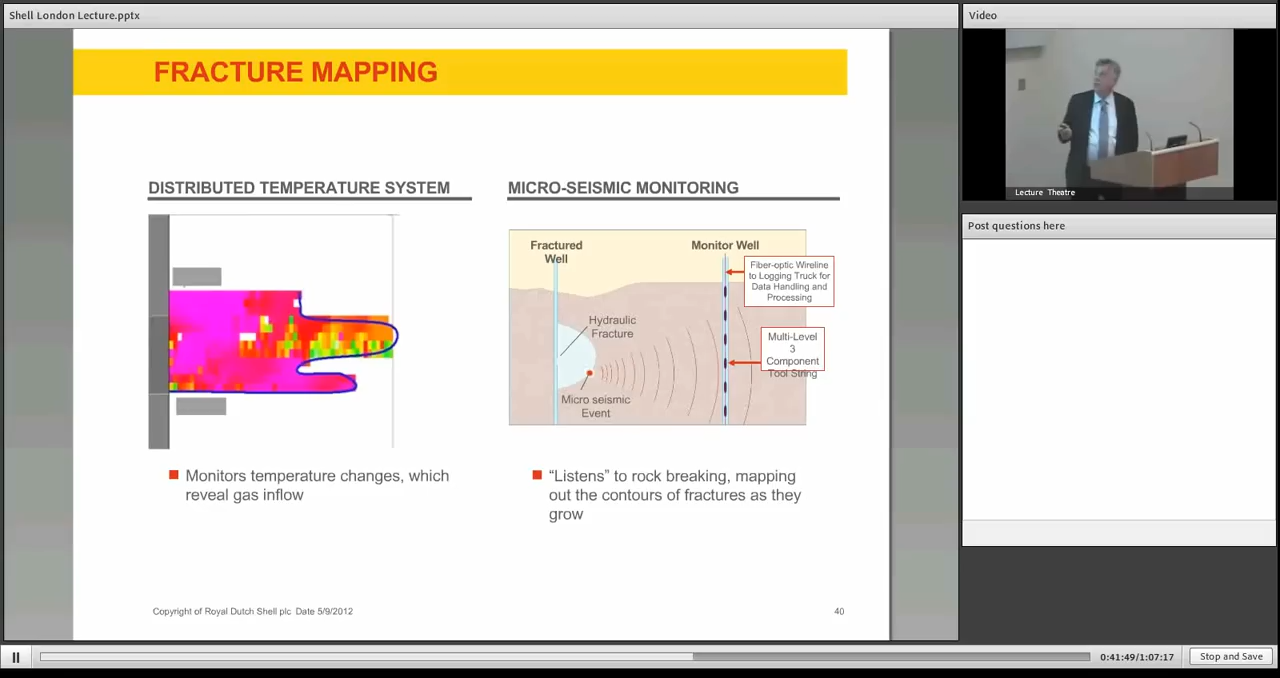 Shell London Lecture.pptx
FRACTURE MAPPING
DISTRIBUTED TEMPERATURE SYSTEM
Monitors temperature changes, which
reveal gas inflow
MICRO-SEISMIC MONITORING
Fractured
Well
Monitor Well
Fiber-optic Wireline
to Logging Truck for
Data Handling and
Processing
Hydraulic
Fracture
Multi-Level
3
Component
Tool String
Micro seismic
Event
“Listens” to rock breaking, mapping
out the contours of fractures as they
grow
Copyright of Royal Dutch Shell plc Date 5/9/2012
40
Video
Lecture Theatre
Post questions here
0:41:49/1:07:17
Stop and Save